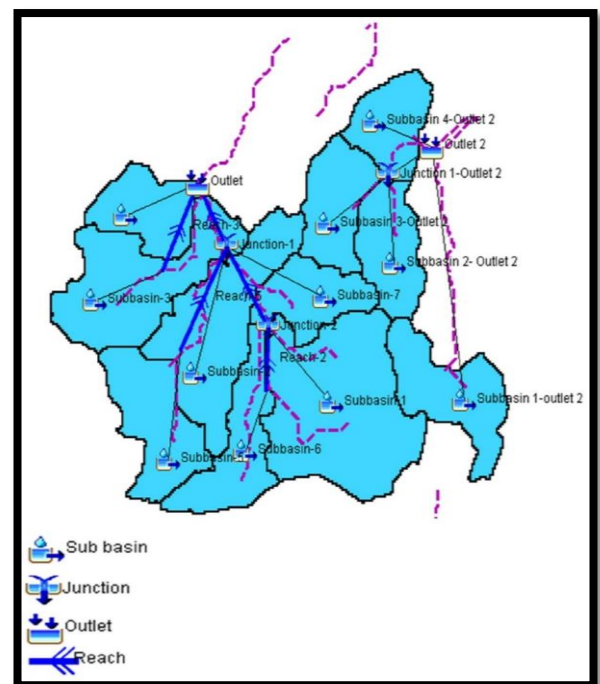 Subbasin 4-Outlet 2
Outlet 2
Junction 1-Outlet 2
Outlet
Subbasin 3-Outlet 2
Reach-3
Junction-1
Subbasin 2- Outlet 2
Subbasin-3
Reach-5
Subbasin-7
Junction-2
Reach-2
Subbasin-1
Subbasin 1-outlet 2
Subbasin-6
Sub basin
Junction
Outlet
Reach